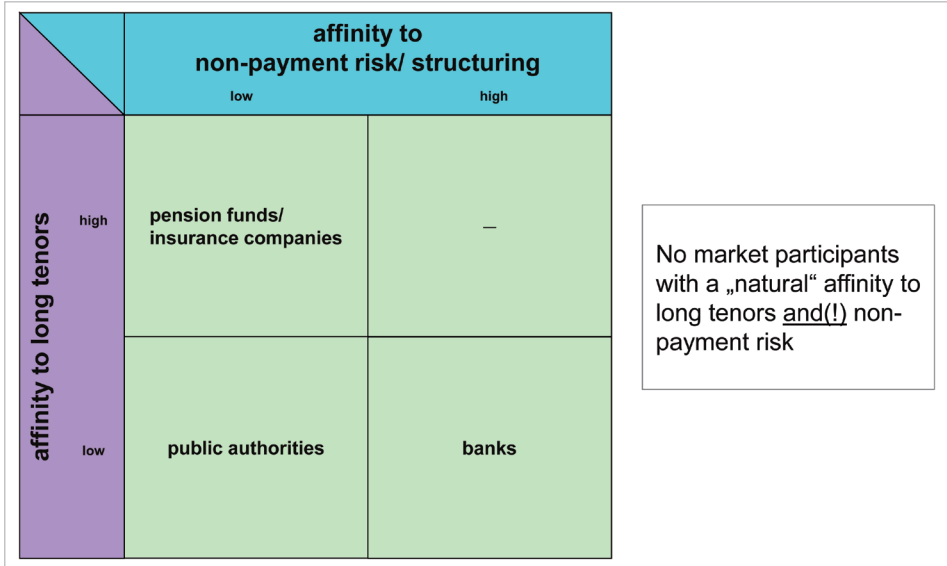 affinity to
non-payment risk/ structuring
low
high
affinity to long tenors
high
pension funds/
insurance companies
–
low
public authorities
banks
No market participants
with a „natural“ affinity to
long tenors and(!) non-
payment risk